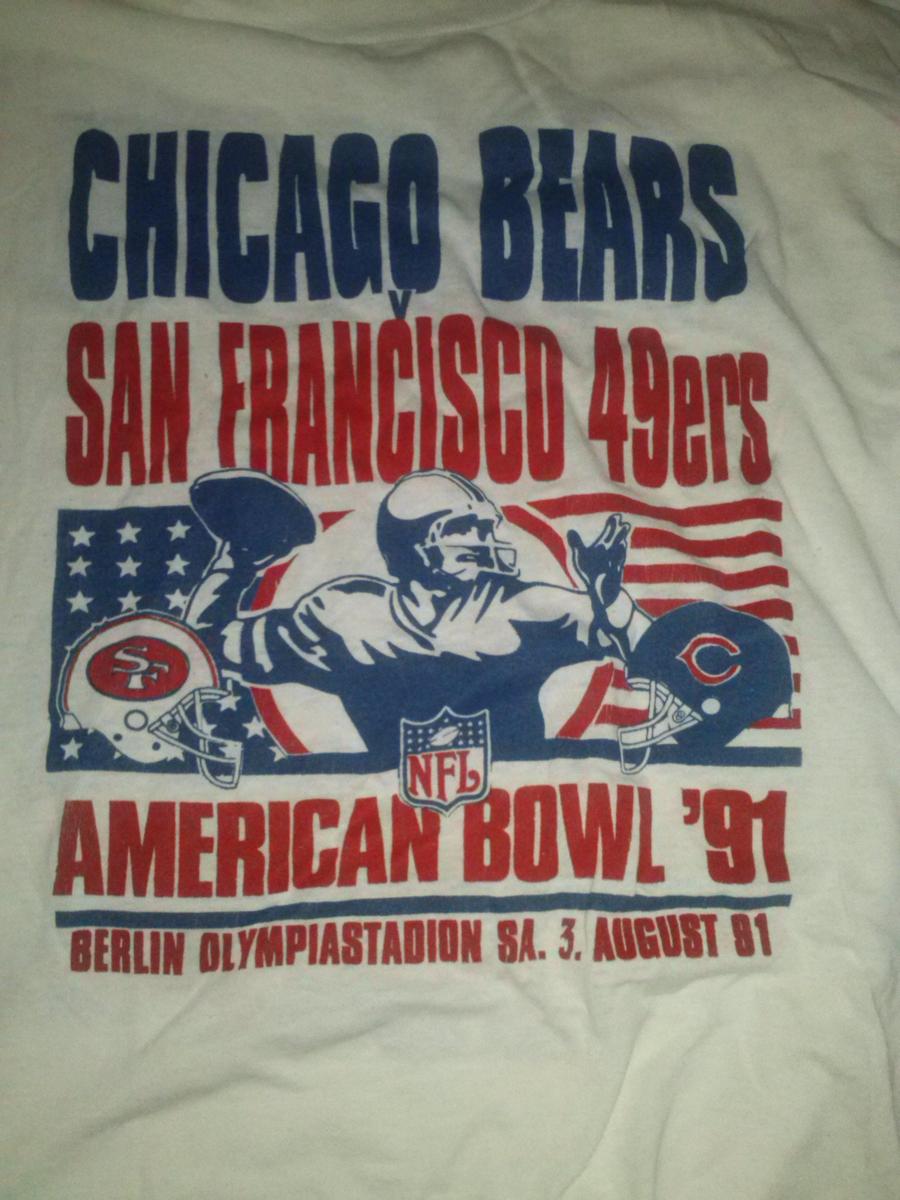 CHICAGO BEARS
V
SAN FRANCISCO 49ers
SF
C
NFL
AMERICAN BOWL '91
BERLIN OLYMPIASTADION SA. 3. AUGUST 91